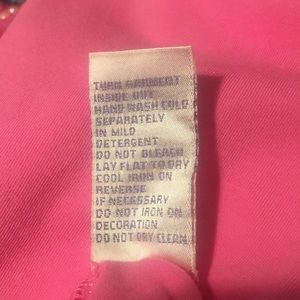 TURN GARMENT
INSIDE OUT
HAND WASH COLD
SEPARATELY
IN MILD
DETERGENT
DO NOT BLEACH
LAY FLAT TO DRY
COOL IRON ON
REVERSE
IF NECESSARY
DO NOT IRON ON
DECORATION
DO NOT DRY CLEAN